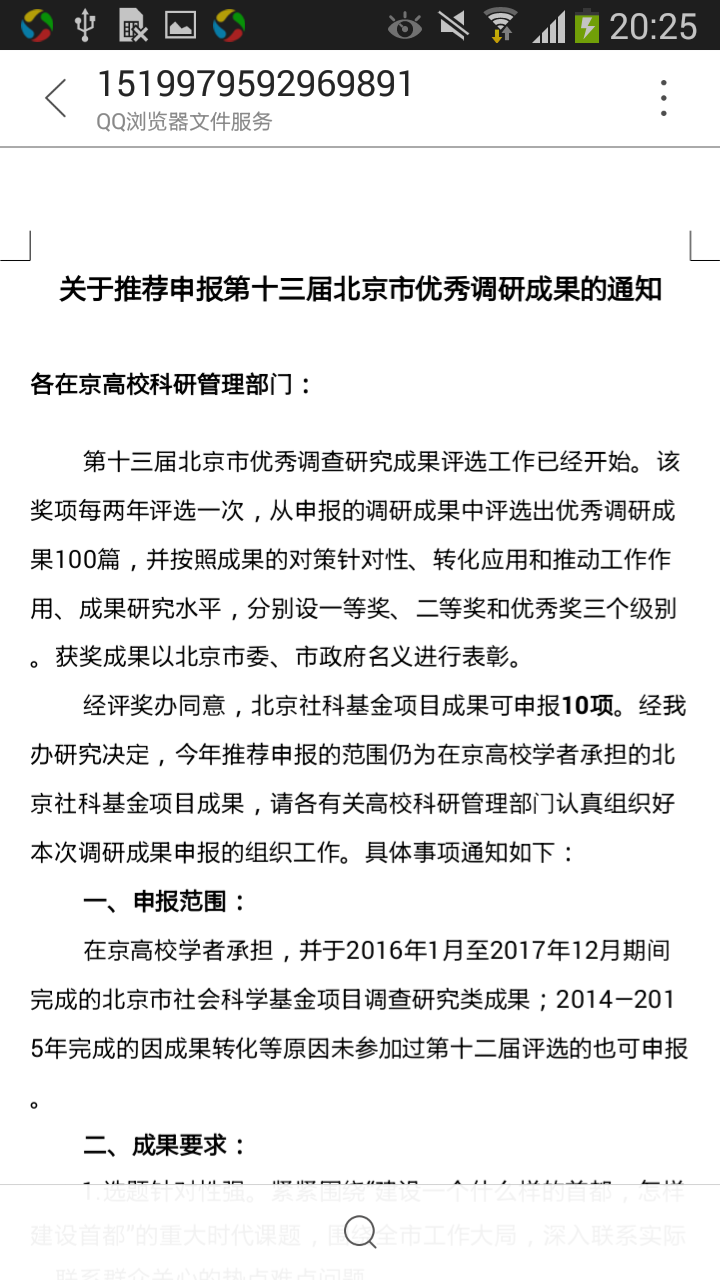 20:25
1519979592969891
QQ浏览器文件服务
关于推荐申报第十三届北京市优秀调研成果的通知
各在京高校科研管理部门：
第十三届北京市优秀调查研究成果评选工作已经开始。该
奖项每两年评选一次，从申报的调研成果中评选出优秀调研成
果100篇，并按照成果的对策针对性、转化应用和推动工作作
用、成果研究水平，分别设一等奖、二等奖和优秀奖三个级别
。获奖成果以北京市委、市政府名义进行表彰。
经评奖办同意，北京社科基金项目成果可申报10项。经我
办研究决定，今年推荐申报的范围仍为在京高校学者承担的北
京社科基金项目成果，请各有关高校科研管理部门认真组织好
本次调研成果申报的组织工作。具体事项通知如下：
一、申报范围：
在京高校学者承担，并于2016年1月至2017年12月期间
完成的北京市社会科学基金项目调查研究类成果；2014—201
5年完成的因成果转化等原因未参加过第十二届评选的也可申报
。
二、成果要求：
1.选题针对性强。紧紧围绕“建设一个什么样的首都，怎样
建设首都”的重大时代课题，围绕全市工作大局，深入联系实际
联系群众关心的热点难点问题